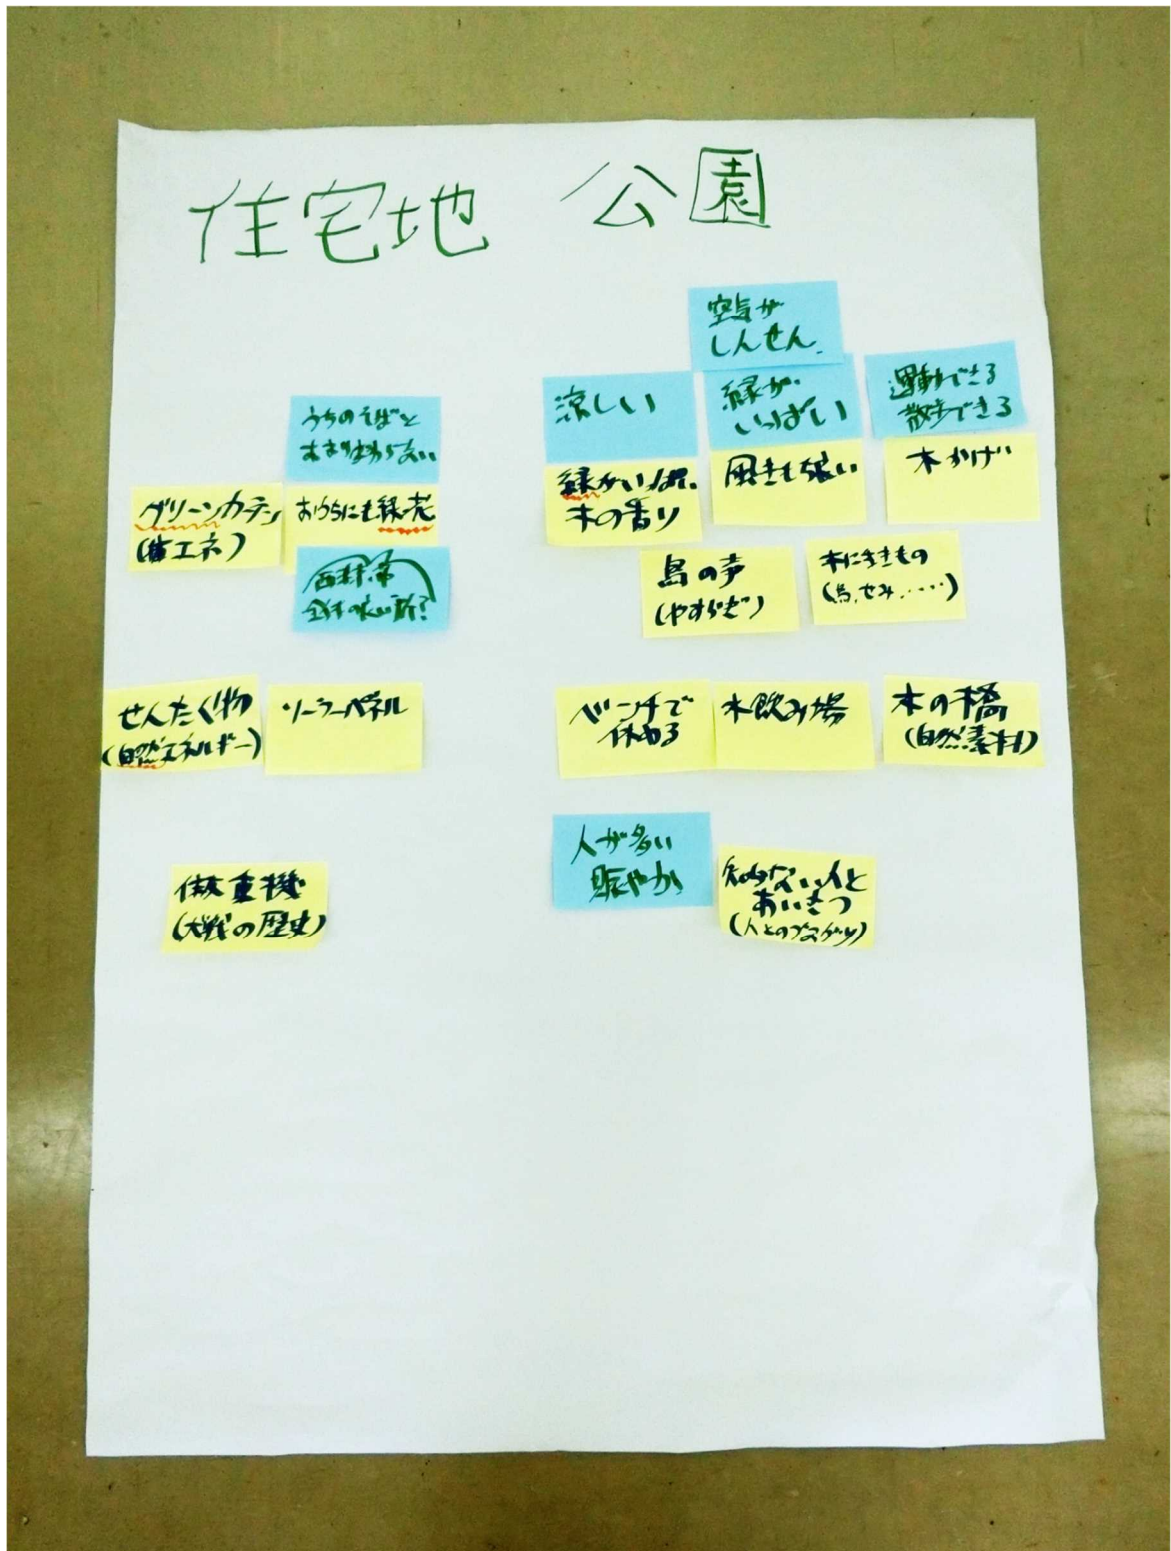 住宅地
公園
うちのそばと
あまり変わらない
グリーンカーテン
(省エネ)
おうちにも緑・花
せんたく物
(自然エネルギー)
ソーラーパネル
(大戦の歴史)
空気が
しんせん。
涼しい
緑が
いっぱい
運動できる
散歩できる
緑がいっぱい
木の香り
風きも強い
木かげ
鳥の声
(やすらぎ)
木に生きもの
(鳥、せみ、・・・・・)
ベンチで
休める
水飲み場
木の橋
(自然素材)
人が多い
賑やか
知らない人と
あいさつ
(人とのつながり)